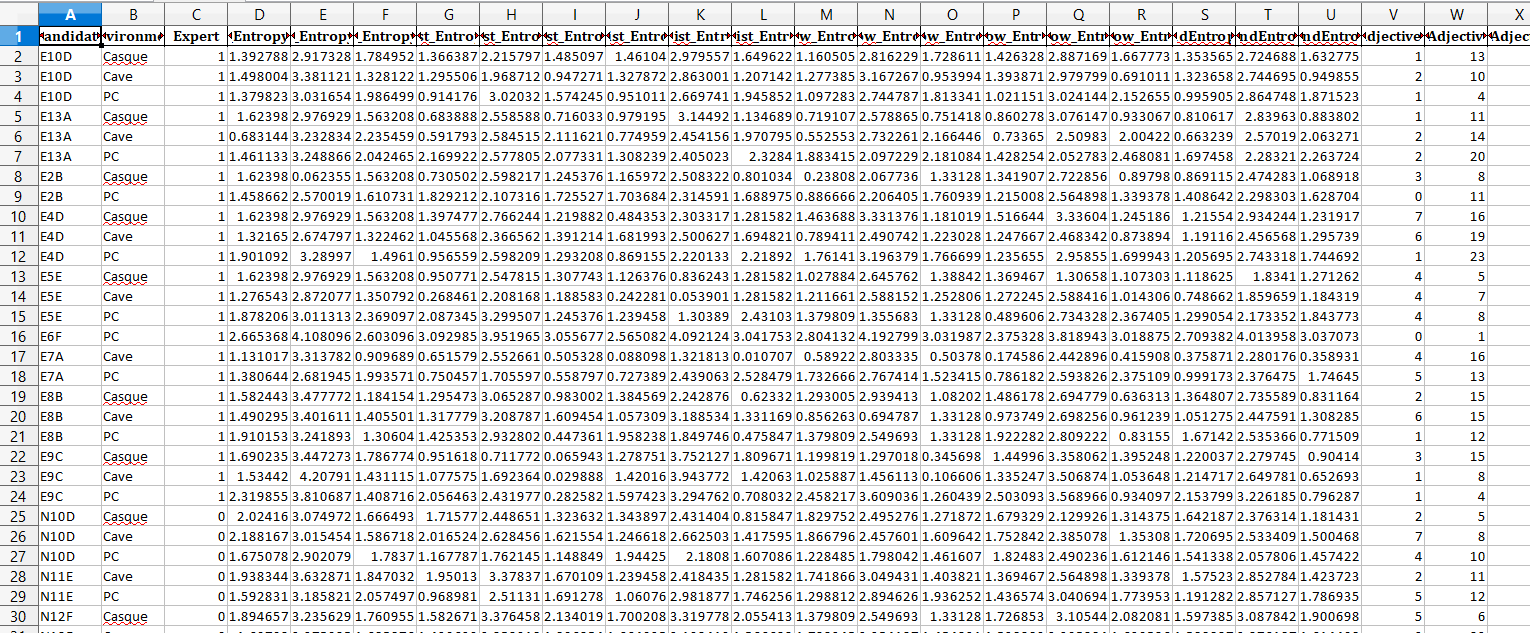 A B C D E F G H I J K L M N O P Q R S T U V W X
1 andidat vironme Expert Entropy _Entrop _Entrop t_Entro st_Entro st_Entro ist_Entro ist_Entr ist_Entr w_Entro w_Entro w_Entro ow_Entr ow_Entr ow_Entr dEntrop ndEntro ndEntro djective Adjectiv Adjec
2 E10D Casque 1 1.392788 2.917328 1.784952 1.366387 2.215797 1.485097 1.46104 2.979557 1.649622 1.160505 2.816229 1.728611 1.426328 2.887169 1.667773 1.353565 2.724688 1.632775 1 13
3 E10D Cave 1 1.498004 3.381121 1.328122 1.295506 1.968712 0.947271 1.327872 2.863001 1.207142 1.277385 3.167267 0.953994 1.393871 2.979799 0.691011 1.323658 2.744695 0.949855 2 10
4 E10D PC 1 1.379823 3.031654 1.986499 0.914176 3.02032 1.574245 0.951011 2.669741 1.945852 1.097283 2.744787 1.813341 1.021151 3.024144 2.152655 0.995905 2.864748 1.871523 1 4
5 E13A Casque 1 1.62398 2.976929 1.563208 0.683888 2.558588 0.716033 0.979195 3.14492 1.134689 0.719107 2.578865 0.751418 0.860278 3.076147 0.933067 0.810617 2.83963 0.883802 1 11
6 E13A Cave 1 0.683144 3.232834 2.235459 0.591793 2.584515 2.111621 0.774959 2.454156 1.970795 0.552553 2.732261 2.166446 0.73365 2.50983 2.00422 0.663239 2.57019 2.063271 2 14
7 E13A PC 1 1.461133 3.248866 2.042465 2.169922 2.577805 2.077331 1.308239 2.405023 2.3284 1.883415 2.097229 2.181084 1.428254 2.052783 2.468081 1.697458 2.28321 2.263724 2 20
8 E2B Casque 1 1.62398 0.062355 1.563208 0.730502 2.598217 1.245376 1.165972 2.508322 0.801034 0.23808 2.067736 1.33128 1.341907 2.722856 0.89798 0.869115 2.474283 1.068918 3 8
9 E2B PC 1 1.458662 2.570019 1.610731 1.829212 2.107316 1.725527 1.703684 2.314591 1.688975 0.886666 2.206405 1.760939 1.215008 2.564898 1.339378 1.408642 2.298303 1.628704 0 11
10 E4D Casque 1 1.62398 2.976929 1.563208 1.397477 2.766244 1.219882 0.484353 2.303317 1.281582 1.463688 3.331376 1.181019 1.516644 3.33604 1.245186 1.21554 2.934244 1.231917 7 16
11 E4D Cave 1 1.32165 2.674797 1.322462 1.045568 2.366562 1.391214 1.681993 2.500627 1.694821 0.789411 2.490742 1.223028 1.247667 2.468342 0.873894 1.19116 2.456568 1.295739 6 19
12 E4D PC 1 1.901092 3.28997 1.4961 0.956559 2.598209 1.293208 0.869155 2.220133 2.21892 1.76141 3.196379 1.766699 1.235655 2.95855 1.699943 1.205695 2.743318 1.744692 1 23
13 E5E Casque 1 1.62398 2.976929 1.563208 0.950771 2.547815 1.307743 1.126376 0.836243 1.281582 1.027884 2.645762 1.38842 1.369467 1.30658 1.107303 1.118625 1.8341 1.271262 4 5
14 E5E Cave 1 1.276543 2.872077 1.350792 0.268461 2.208168 1.188583 0.242281 0.053901 1.281582 1.211661 2.588152 1.252806 1.272245 2.588416 1.014306 0.748662 1.859659 1.184319 4 7
15 E5E PC 1 1.878206 3.011313 2.369097 2.087345 3.299507 1.245376 1.239458 1.30389 2.43103 1.379809 1.355683 1.33128 0.489606 2.734328 2.367405 1.299054 2.173352 1.843773 4 8
16 E6F PC 1 2.665368 4.108096 2.603096 3.092985 3.951965 3.055677 2.565082 4.092124 3.041753 2.804132 4.192799 3.031987 2.375328 3.818943 3.018875 2.709382 4.013958 3.037073 0 1
17 E7A Cave 1 1.131017 3.313782 0.909689 0.651579 2.552661 0.505328 0.088098 1.321813 0.010707 0.58922 2.803335 0.50378 0.174586 2.442896 0.415908 0.375871 2.280176 0.358931 4 16
18 E7A PC 1 1.380644 2.681945 1.993571 0.750457 1.705597 0.558797 0.727389 2.439063 2.528479 1.732666 2.767414 1.523415 0.786182 2.593826 2.375109 0.999173 2.376475 1.74645 5 13
19 E8B Casque 1 1.582443 3.477772 1.184154 1.295473 3.065287 0.983002 1.384569 2.242876 0.62332 1.293005 2.939413 1.08202 1.486178 2.694779 0.636313 1.364807 2.735589 0.831164 2 15
20 E8B Cave 1 1.490295 3.401611 1.405501 1.317779 3.208787 1.609454 1.057309 3.188534 1.331169 0.856263 0.694787 1.33128 0.973749 2.698256 0.961239 1.051275 2.447591 1.308285 6 15
21 E8B PC 1 1.910153 3.241893 1.30604 1.425353 2.932802 0.447361 1.958238 1.849746 0.475847 1.379809 2.549693 1.33128 1.922282 2.809222 0.83155 1.67142 2.535366 0.771509 1 12
22 E9C Casque 1 1.690235 3.447273 1.786774 0.951618 0.711772 0.065943 1.278751 3.752127 1.809671 1.199819 1.297018 0.345698 1.44996 3.358062 1.395248 1.220037 2.279745 0.90414 3 15
23 E9C Cave 1 1.53442 4.20791 1.431115 1.077575 1.692364 0.029888 1.42016 3.943772 1.42063 1.025887 1.456113 0.106606 1.335247 3.506874 1.053648 1.214717 2.649781 0.652693 1 8
24 E9C PC 1 2.319855 3.810687 1.408716 2.056463 2.431977 0.282582 1.597423 3.294762 0.708032 2.458217 3.609036 1.260439 2.503093 3.568966 0.934097 2.153799 3.226185 0.796287 1 4
25 N10D Casque 0 2.02416 3.074972 1.666493 1.71577 2.448651 1.323632 1.343897 2.431404 0.815847 1.829752 2.495276 1.271872 1.679329 2.129926 1.314375 1.642187 2.376314 1.181431 2 5
26 N10D Cave 0 2.188167 3.015454 1.586718 2.016524 2.628456 1.621554 1.246618 2.662503 1.417595 1.866796 2.457601 1.609642 1.752842 2.385078 1.35308 1.720695 2.533409 1.500468 7 8
27 N10D PC 0 1.675078 2.902079 1.7837 1.167787 1.762145 1.148849 1.94425 2.1808 1.607086 1.228485 1.798042 1.461607 1.82483 2.490236 1.612146 1.541338 2.057806 1.457422 4 10
28 N11E Cave 0 1.938344 3.632871 1.847032 1.95013 3.37837 1.670109 1.239458 2.418435 1.281582 1.741866 3.049431 1.403821 1.369467 2.564898 1.339378 1.57523 2.852784 1.423723 2 11
29 N11E PC 0 1.592831 3.185821 2.057497 0.968981 2.51131 1.691278 1.06076 2.981877 1.746256 1.298812 2.894626 1.936252 1.436574 3.040694 1.773953 1.191282 2.857127 1.786935 5 12
30 N12F Casque 0 1.894657 3.235629 1.760955 1.582671 3.376458 2.134019 1.700208 3.319778 2.055413 1.379809 2.549693 1.33128 1.726853 3.10544 2.082081 1.597385 3.087842 1.900698 5 6